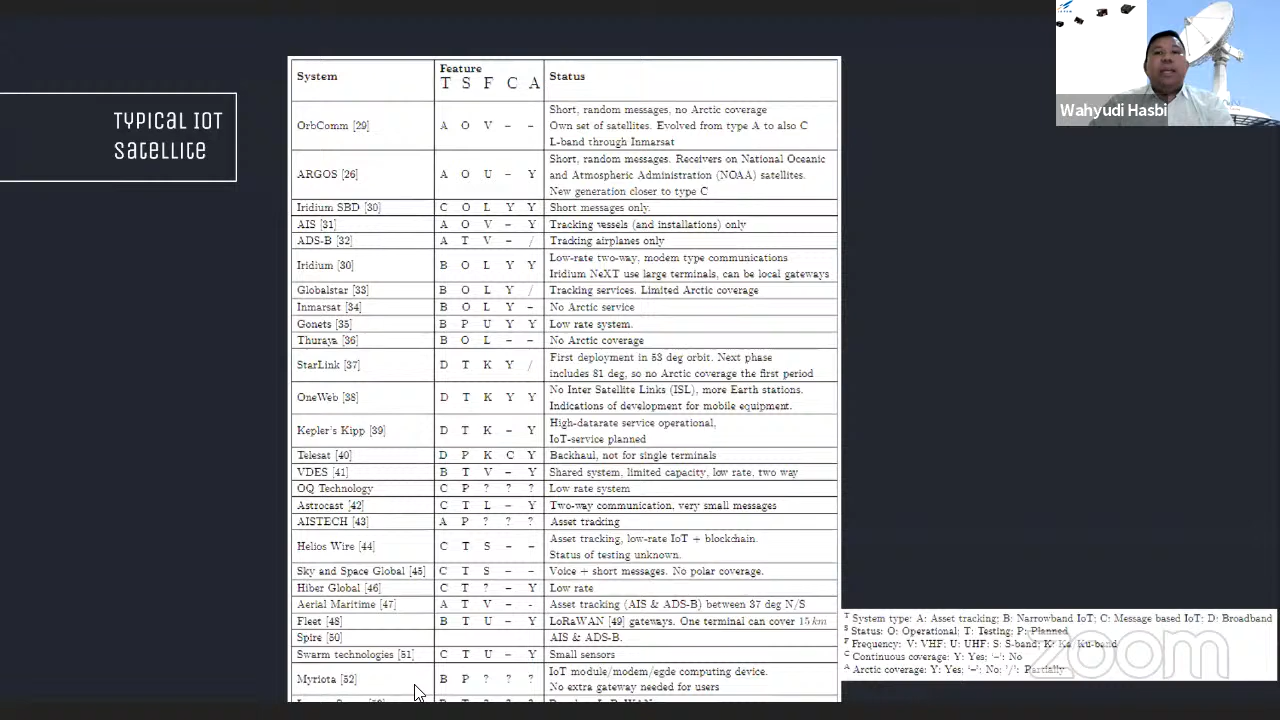 TYPICAL IOT
Satellite
System
Feature
T S F C A
Status
OrbComm [29] A O V – –
Short, random messages, no Arctic coverage
Own set of satellites. Evolved from type A to also C
L-band through Inmarsat
ARGOS [26] A O U – Y
Short, random messages. Receivers on National Oceanic
and Atmospheric Administration (NOAA) satellites.
New generation closer to type C
Iridium SBD [30] C O L Y Y Short messages only.
AIS [31] A O V – Y Tracking vessels (and installations) only
ADS-B [32] A T V – / Tracking airplanes only
Iridium [30] B O L Y Y
Low-rate two-way, modem type communications
Iridium NeXT use large terminals, can be local gateways
Globalstar [33] B O L Y / Tracking services. Limited Arctic coverage
Inmarsat [34] B O L Y – No Arctic service
Gonets [35] B P U Y Y Low rate system.
Thuraya [36] B O L – – No Arctic coverage
StarLink [37] D T K Y /
First deployment in 53 deg orbit. Next phase
includes 81 deg, so no Arctic coverage the first period
OneWeb [38] D T K Y Y
No Inter Satellite Links (ISL), more Earth stations.
Indications of development for mobile equipment.
Kepler's Kipp [39] D T K – Y
High-datarate service operational,
IoT-service planned
Telesat [40] D P K C Y Backhaul, not for single terminals
VDES [41] B T V – Y Shared system, limited capacity, low rate, two way
OQ Technology C P ? ? ? Low rate system
Astrocast [42] C T L – Y Two-way communication, very small messages
AISTECH [43] A P ? ? ? Asset tracking
Helios Wire [44] C T S – –
Asset tracking, low-rate IoT + blockchain.
Status of testing unknown.
Sky and Space Global [45] C T S – – Voice + short messages. No polar coverage.
Hiber Global [46] C T ? – Y Low rate
Aerial Maritime [47] A T V – - Asset tracking (AIS & ADS-B) between 37 deg N/S
Fleet [48] B T U – Y LoRaWAN [49] gateways. One terminal can cover 15 km
Spire [50] AIS & ADS-B.
Swarm technologies [51] C T U – Y Small sensors
Myriota [52] B P ? ? ?
IoT module/modem/egde computing device.
No extra gateway needed for users
T System type: A: Asset tracking; B: Narrowband IoT; C: Message based IoT; D: Broadband
S Status: O: Operational; T: Testing; P: Planned
F Frequency: V: VHF; U: UHF; S: S-band; K: Ka/Ku-band
C Continuous coverage: Y: Yes; '–': No
A Arctic coverage: Y: Yes; '–': No; '/': Partially
Wahyudi Hasbi
zoom